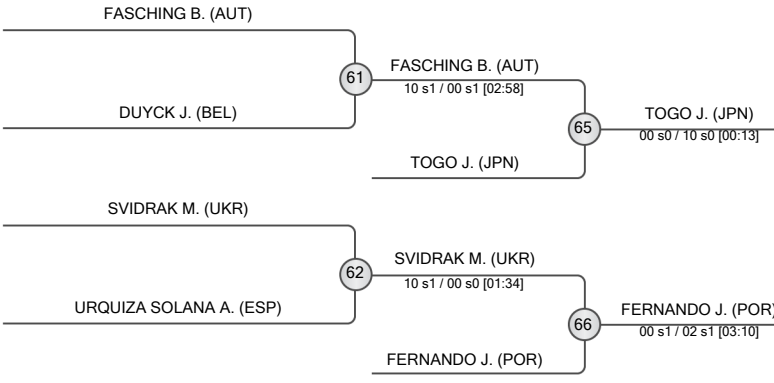 FASCHING B. (AUT)
61
FASCHING B. (AUT)
10 s1 / 00 s1 [02:58]
DUYCK J. (BEL)
65
TOGO J. (JPN)
00 s0 / 10 s0 [00:13]
TOGO J. (JPN)
SVIDRAK M. (UKR)
62
SVIDRAK M. (UKR)
10 s1 / 00 s0 [01:34]
URQUIZA SOLANA A. (ESP)
66
FERNANDO J. (POR)
00 s1 / 02 s1 [03:10]
FERNANDO J. (POR)